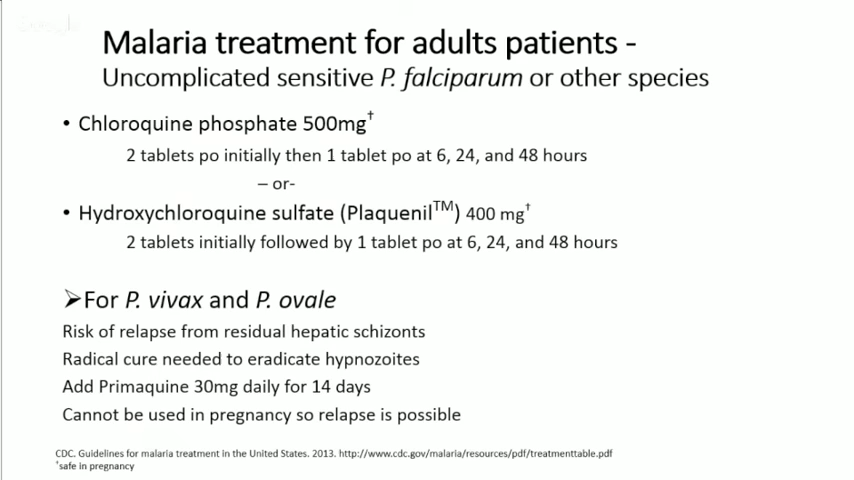 Malaria treatment for adults patients -
Uncomplicated sensitive P. falciparum or other species
• Chloroquine phosphate 500mg†
2 tablets po initially then 1 tablet po at 6, 24, and 48 hours
– or-
• Hydroxychloroquine sulfate (Plaquenil™) 400 mg†
2 tablets initially followed by 1 tablet po at 6, 24, and 48 hours
➢For P. vivax and P. ovale
Risk of relapse from residual hepatic schizonts
Radical cure needed to eradicate hypnozoites
Add Primaquine 30mg daily for 14 days
Cannot be used in pregnancy so relapse is possible
CDC. Guidelines for malaria treatment in the United States. 2013. http://www.cdc.gov/malaria/resources/pdf/treatmenttable.pdf
†safe in pregnancy